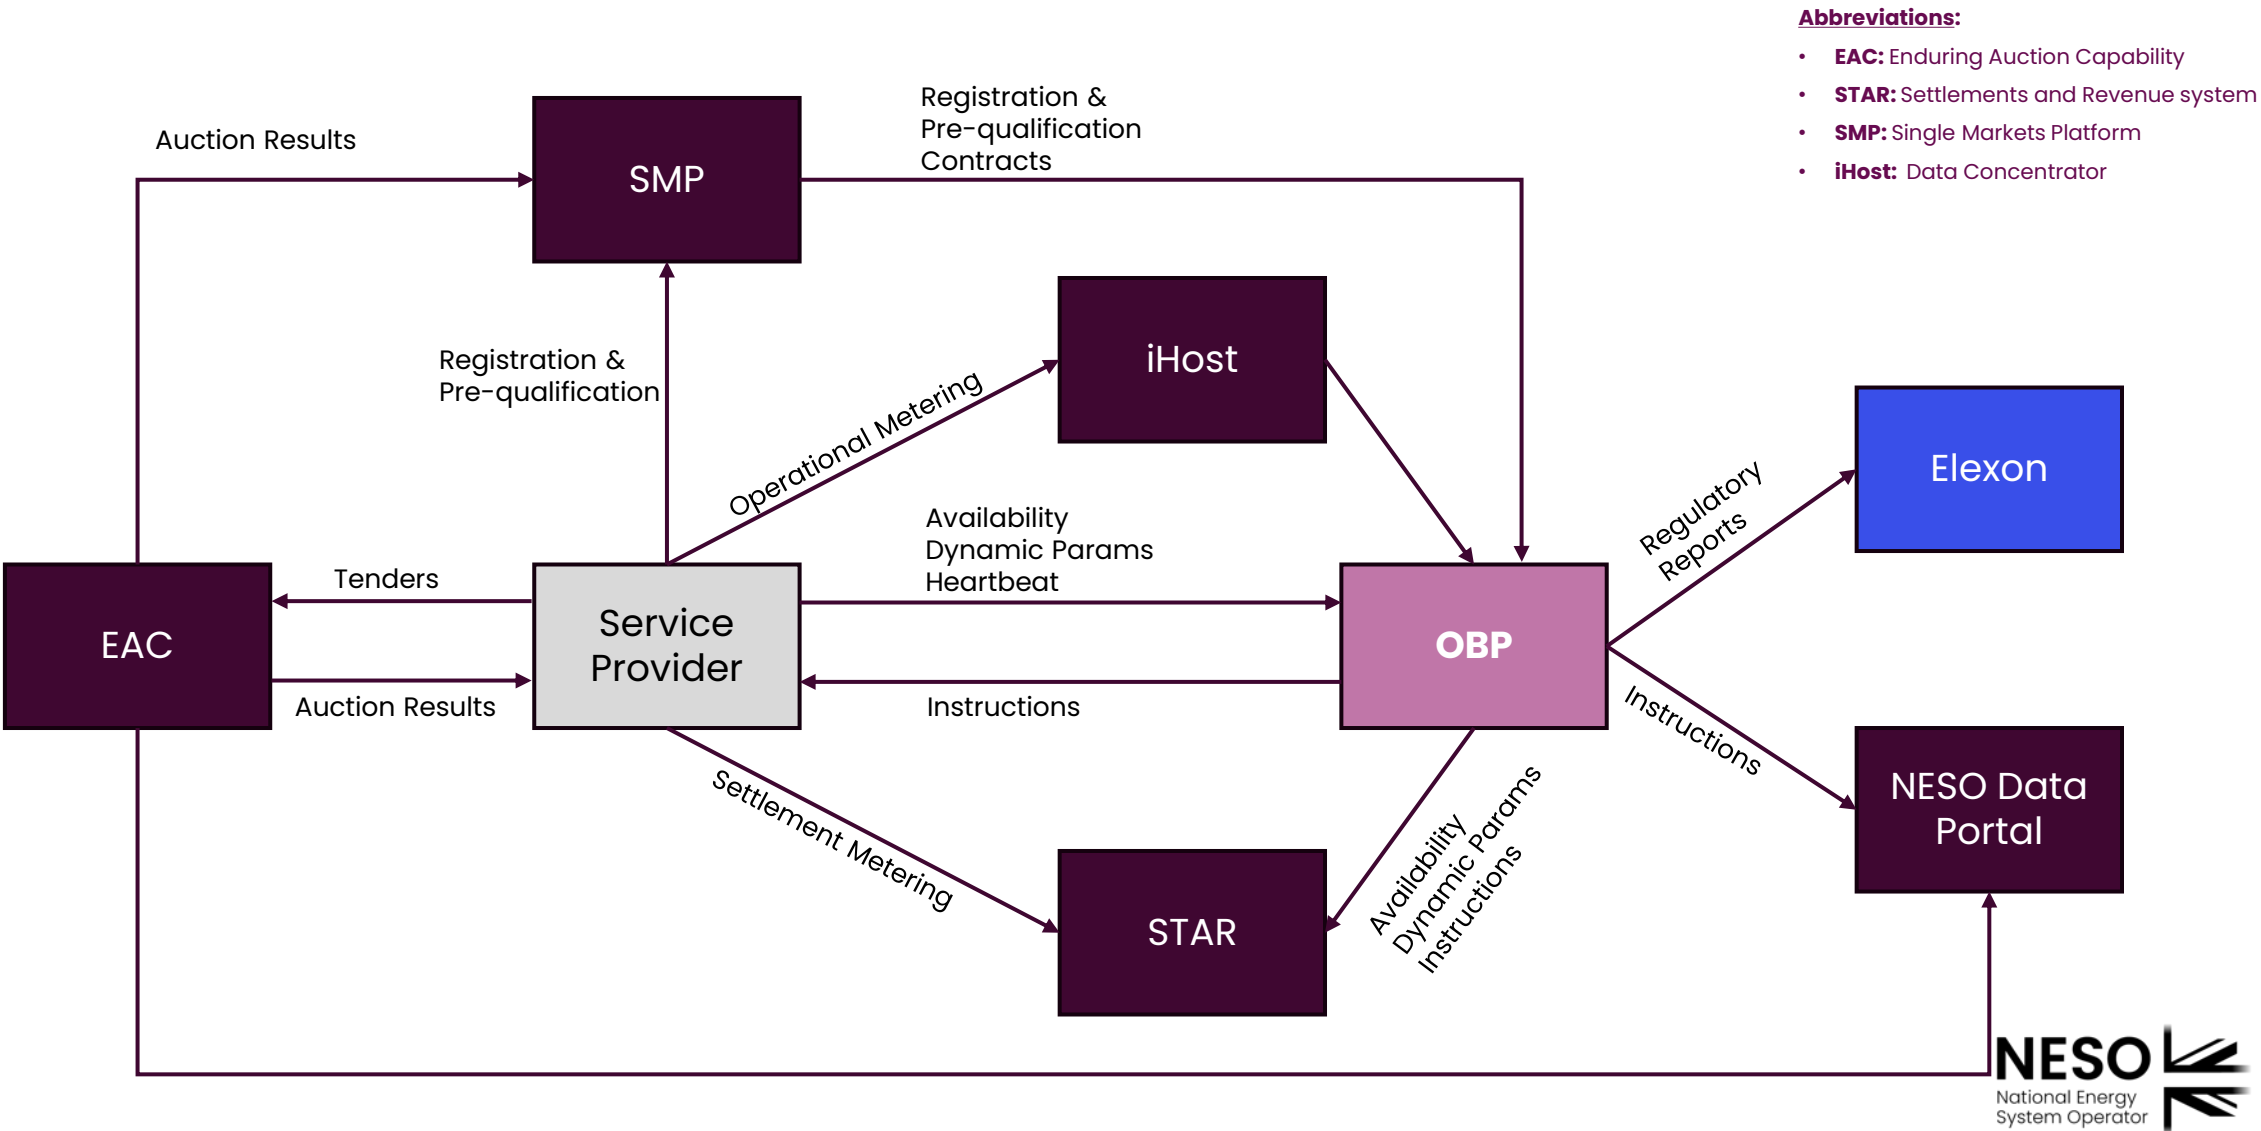 Abbreviations:
• EAC: Enduring Auction Capability
• STAR: Settlements and Revenue system
• SMP: Single Markets Platform
• iHost: Data Concentrator
Auction Results
SMP
Registration &
Pre-qualification
Contracts
Registration &
Pre-qualification
Operational Metering
iHost
Elexon
Regulatory
Reports
Availability
Dynamic Params
Heartbeat
Tenders
EAC
Service
Provider
OBP
Auction Results
Instructions
Instructions
Settlement Metering
Availability
Dynamic Params
Instructions
STAR
NESO Data
Portal
NESO
National Energy
System Operator